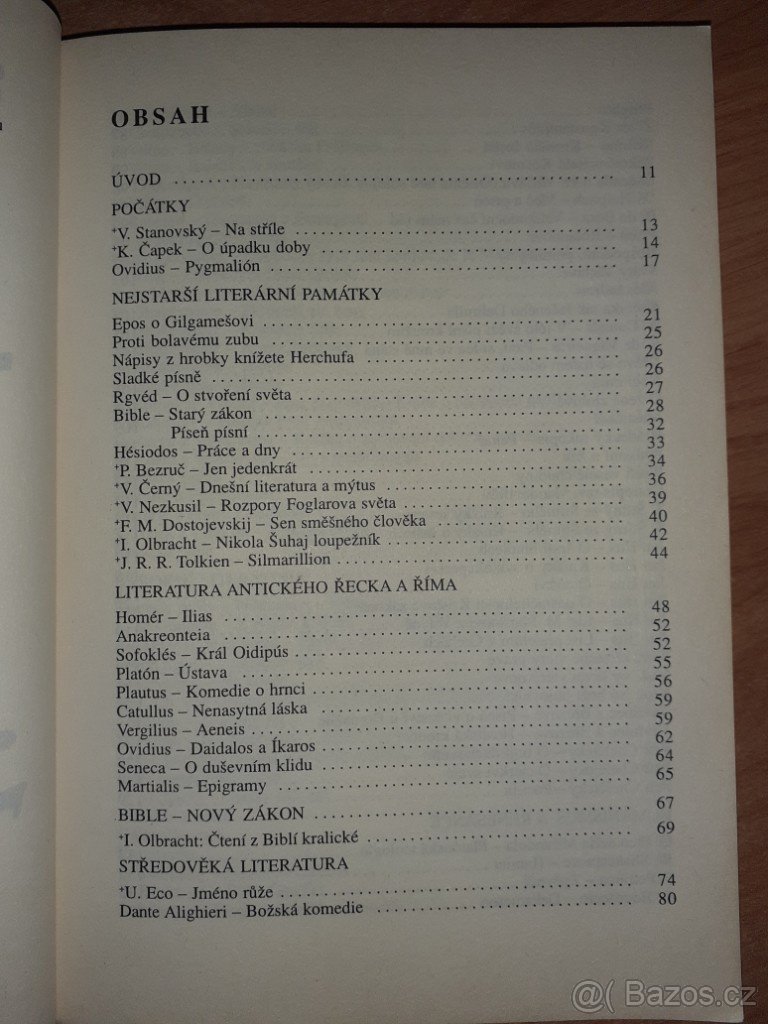 OBSAH
ÚVOD ........ 11
POČÁTKY
+V. Stanovský – Na stříle ........ 13
+K. Čapek – O úpadku doby ........ 14
Ovidius – Pygmalión ........ 17
NEJSTARŠÍ LITERÁRNÍ PAMÁTKY
Epos o Gilgamešovi ........ 21
Proti bolavému zubu ........ 25
Nápisy z hrobky knížete Herchufa ........ 26
Sladké písně ........ 26
Rgvéd – O stvoření světa ........ 27
Bible – Starý zákon ........ 28
Píseň písní ........ 32
Hésiodos – Práce a dny ........ 33
+P. Bezruč – Jen jedenkrát ........ 34
+V. Černý – Dnešní literatura a mýtus ........ 36
+V. Nezkusil – Rozpory Foglarova světa ........ 39
+F. M. Dostojevskij – Sen směšného člověka ........ 40
+I. Olbracht – Nikola Šuhaj loupežník ........ 42
+J. R. R. Tolkien – Silmarillion ........ 44
LITERATURA ANTICKÉHO ŘECKA A ŘÍMA
Homér – Ilias ........ 48
Anakreonteia ........ 52
Sofoklés – Král Oidipús ........ 52
Platón – Ústava ........ 55
Plautus – Komedie o hrnci ........ 56
Catullus – Nenasytná láska ........ 59
Vergilius – Aeneis ........ 59
Ovidius – Daidalos a Íkaros ........ 62
Seneca – O duševním klidu ........ 64
Martialis – Epigramy ........ 65
BIBLE – NOVÝ ZÁKON ........ 67
+I. Olbracht: Čtení z Biblí kralické ........ 69
STŘEDOVĚKÁ LITERATURA
+U. Eco – Jméno růže ........ 74
Dante Alighieri – Božská komedie ........ 80
@( Bazos.cz